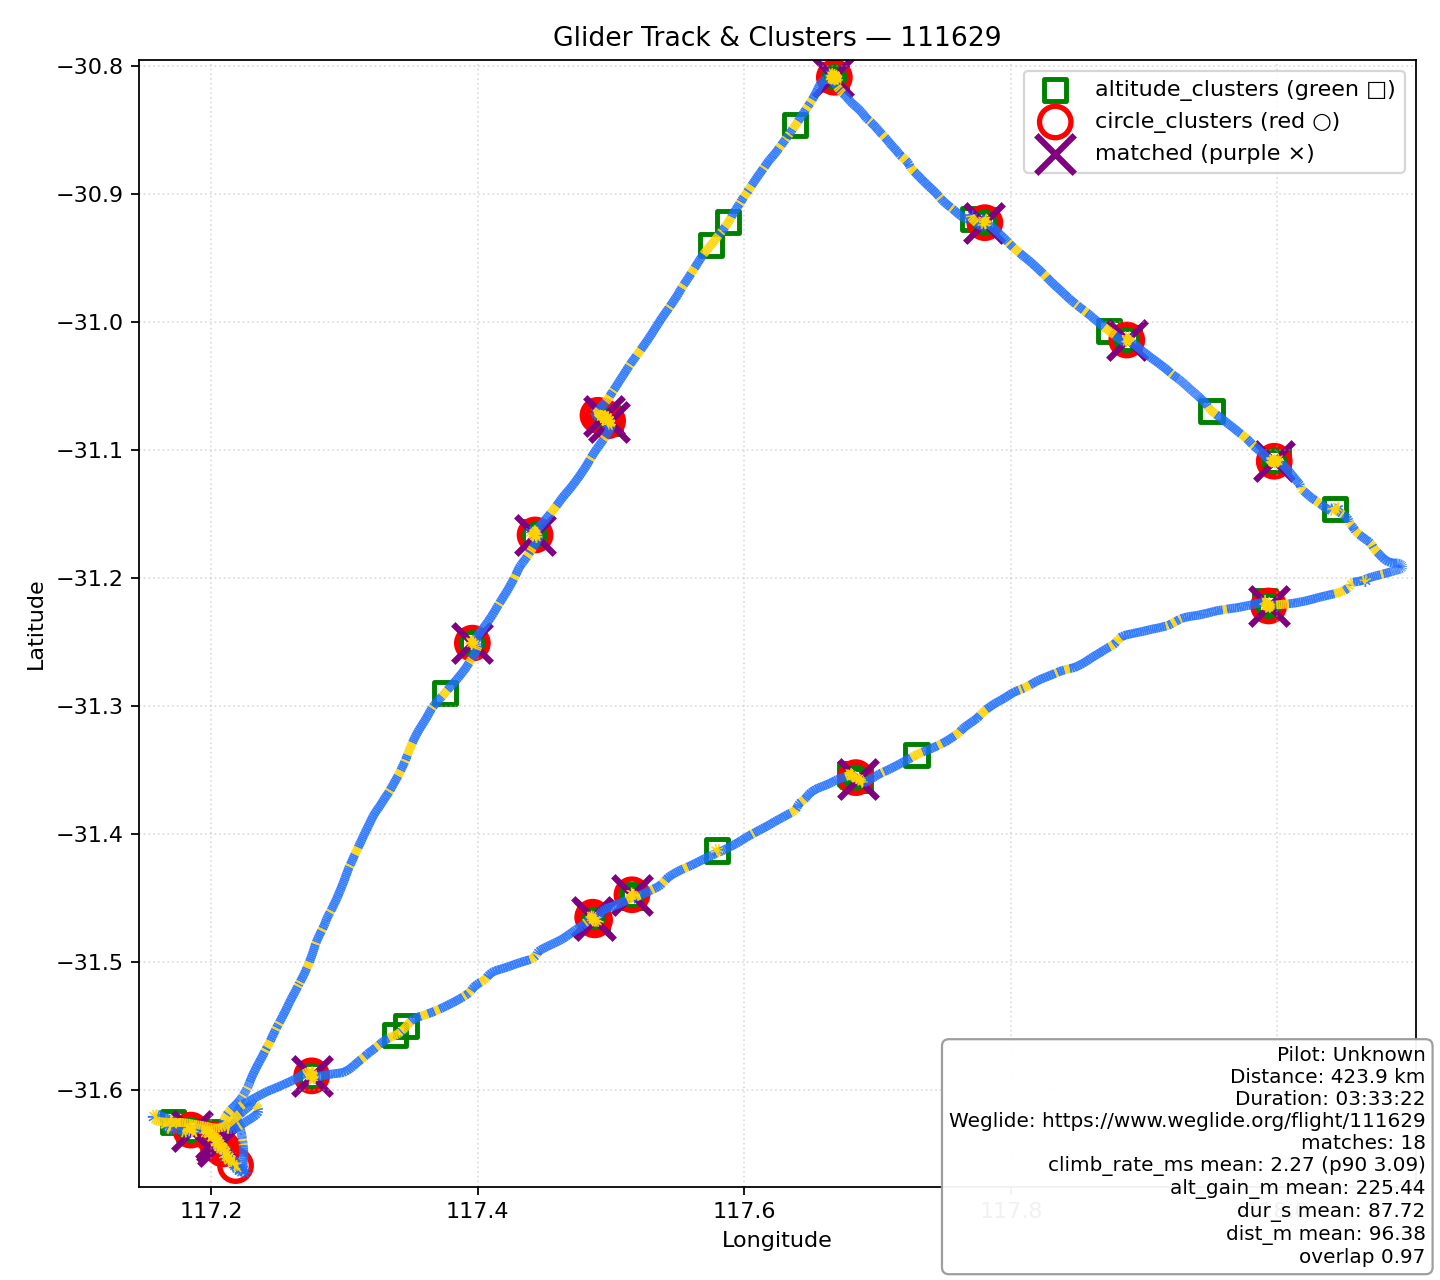 Glider Track & Clusters — 111629
altitude_clusters (green □)
circle_clusters (red ○)
matched (purple ×)
−30.8
−30.9
−31.0
−31.1
−31.2
−31.3
−31.4
−31.5
−31.6
Latitude
117.2
117.4
117.6
117.8
Longitude
Pilot: Unknown
Distance: 423.9 km
Duration: 03:33:22
Weglide: https://www.weglide.org/flight/111629
matches: 18
climb_rate_ms mean: 2.27 (p90 3.09)
alt_gain_m mean: 225.44
dur_s mean: 87.72
dist_m mean: 96.38
overlap 0.97